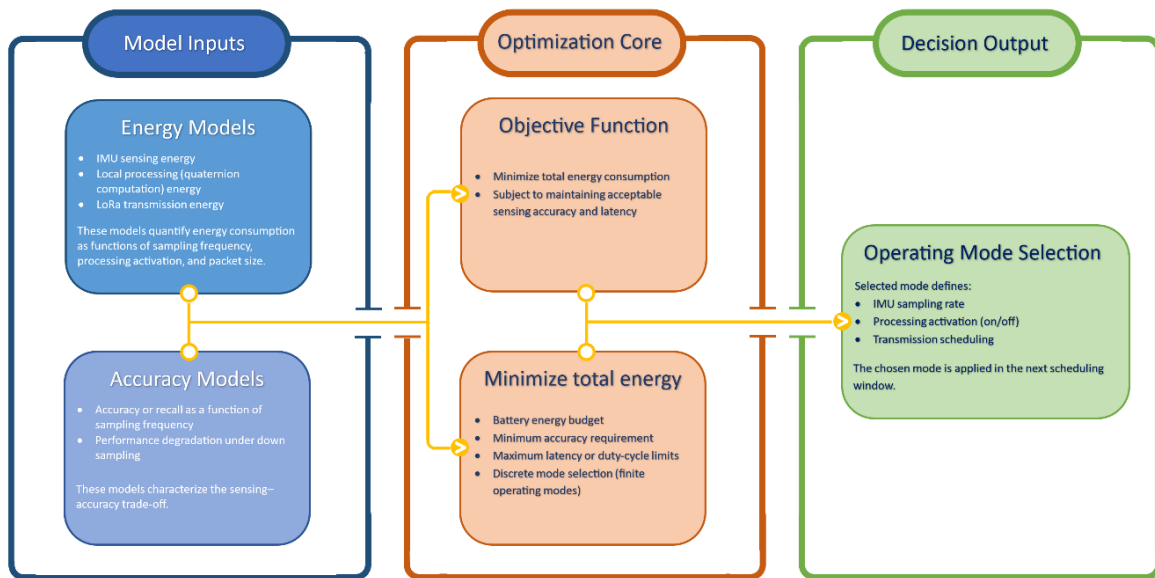 Model Inputs
Energy Models
• IMU sensing energy
• Local processing (quaternion
computation) energy
• LoRa transmission energy
These models quantify energy consumption
as functions of sampling frequency,
processing activation, and packet size.
Accuracy Models
• Accuracy or recall as a function of
sampling frequency
• Performance degradation under down
sampling
These models characterize the sensing–
accuracy trade-off.
Optimization Core
Objective Function
• Minimize total energy consumption
• Subject to maintaining acceptable
sensing accuracy and latency
Minimize total energy
• Battery energy budget
• Minimum accuracy requirement
• Maximum latency or duty-cycle limits
• Discrete mode selection (finite
operating modes)
Decision Output
Operating Mode Selection
Selected mode defines:
• IMU sampling rate
• Processing activation (on/off)
• Transmission scheduling
The chosen mode is applied in the next scheduling
window.